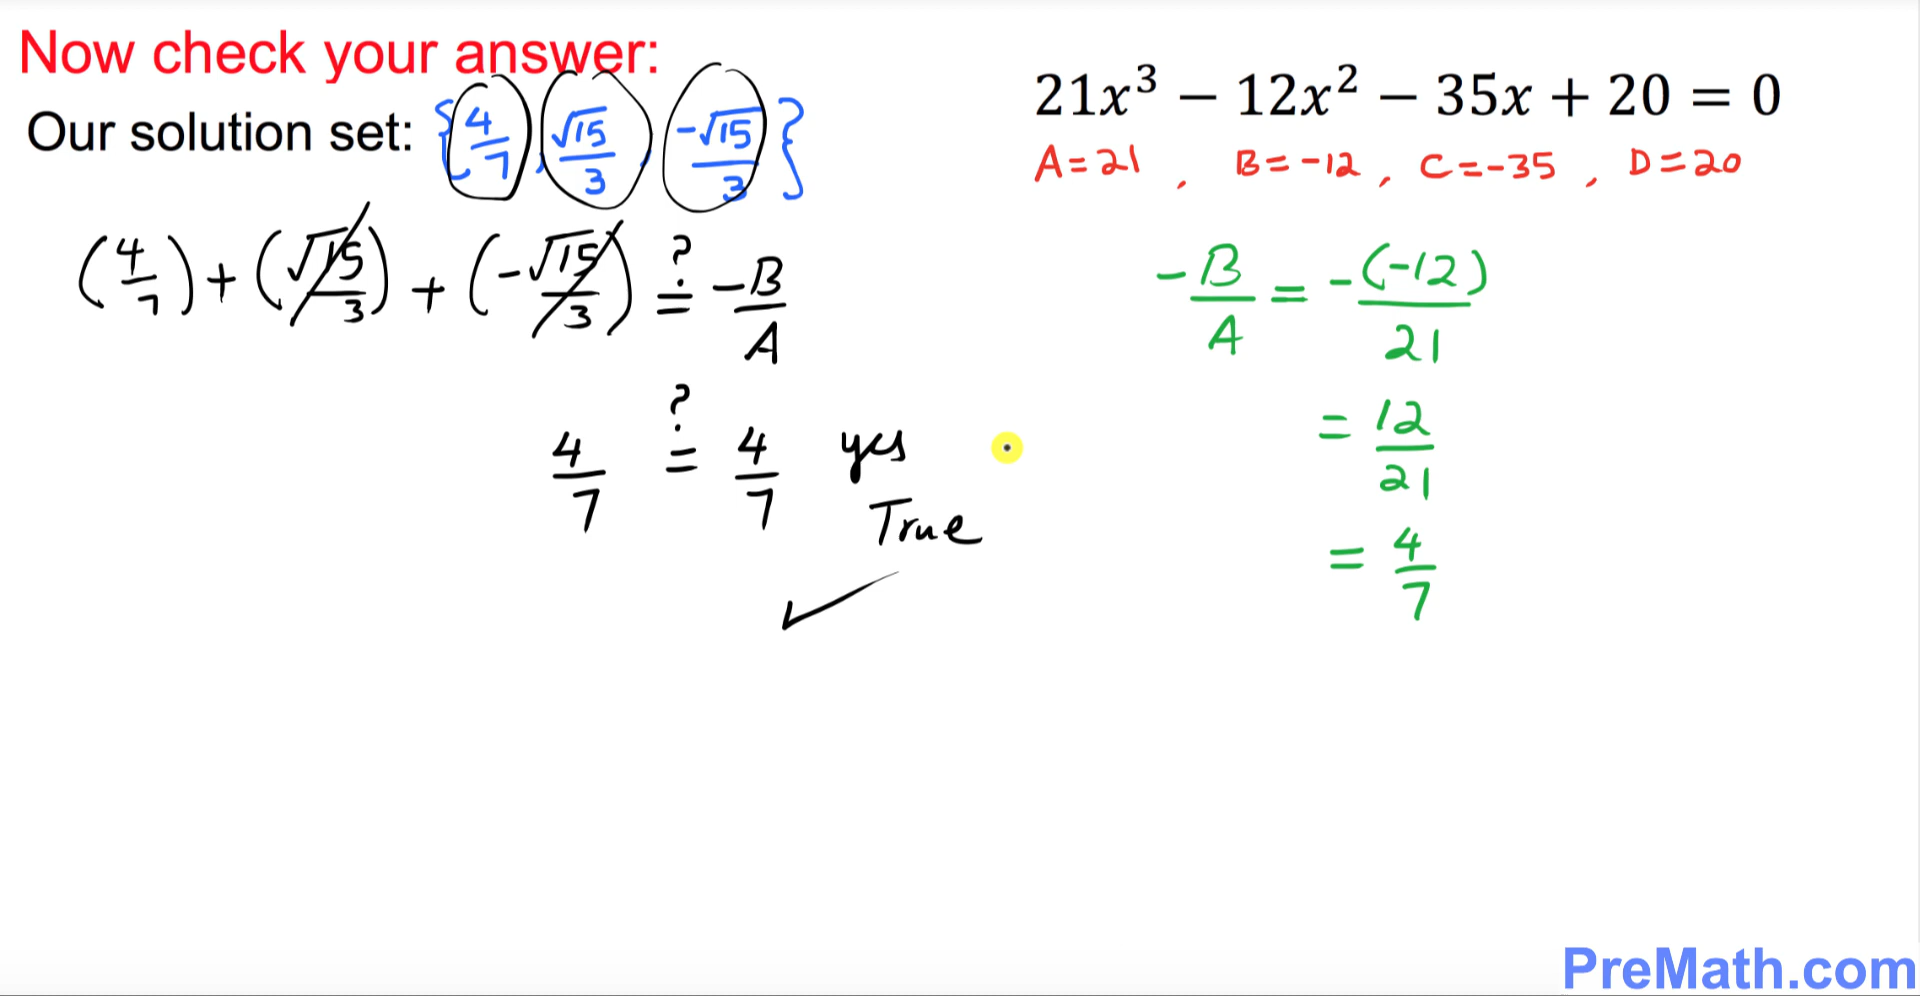 Now check your answer:
Our solution set: {4/7, √15/3, -√15/3}
21x³ − 12x² − 35x + 20 = 0
A=21, B=-12, C=-35, D=20
(4/7) + (√15/3) + (-√15/3) ?= -B/A
4/7 ?= 4/7 yes
True
✓
-B/A = -(-12)/21
= 12/21
= 4/7
PreMath.com